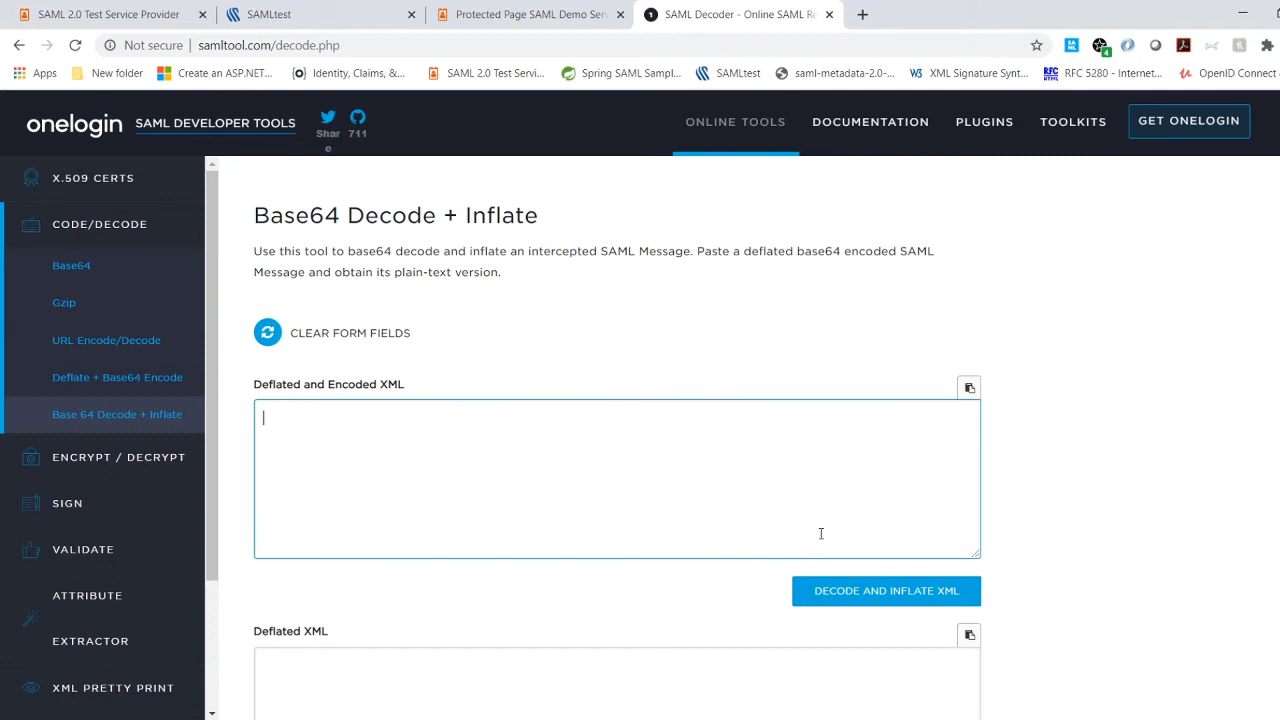 SAML 2.0 Test Service Provider
SAMLtest
Protected Page SAML Demo Serv
SAML Decoder - Online SAML Re
Not secure
samltool.com/decode.php
4
Apps
New folder
Create an ASP.NET...
Identity, Claims, &...
SAML 2.0 Test Servi...
Spring SAML Sampl...
SAMLtest
saml-metadata-2.0-...
XML Signature Synt...
RFC 5280 - Internet...
OpenID Connect &
onelogin
SAML DEVELOPER TOOLS
Shar
e
711
ONLINE TOOLS
DOCUMENTATION
PLUGINS
TOOLKITS
GET ONELOGIN
X.509 CERTS
CODE/DECODE
Base64
Gzip
URL Encode/Decode
Deflate + Base64 Encode
Base 64 Decode + Inflate
ENCRYPT / DECRYPT
SIGN
VALIDATE
ATTRIBUTE
EXTRACTOR
XML PRETTY PRINT
Base64 Decode + Inflate
Use this tool to base64 decode and inflate an intercepted SAML Message. Paste a deflated base64 encoded SAML
Message and obtain its plain-text version.
CLEAR FORM FIELDS
Deflated and Encoded XML
DECODE AND INFLATE XML
Deflated XML